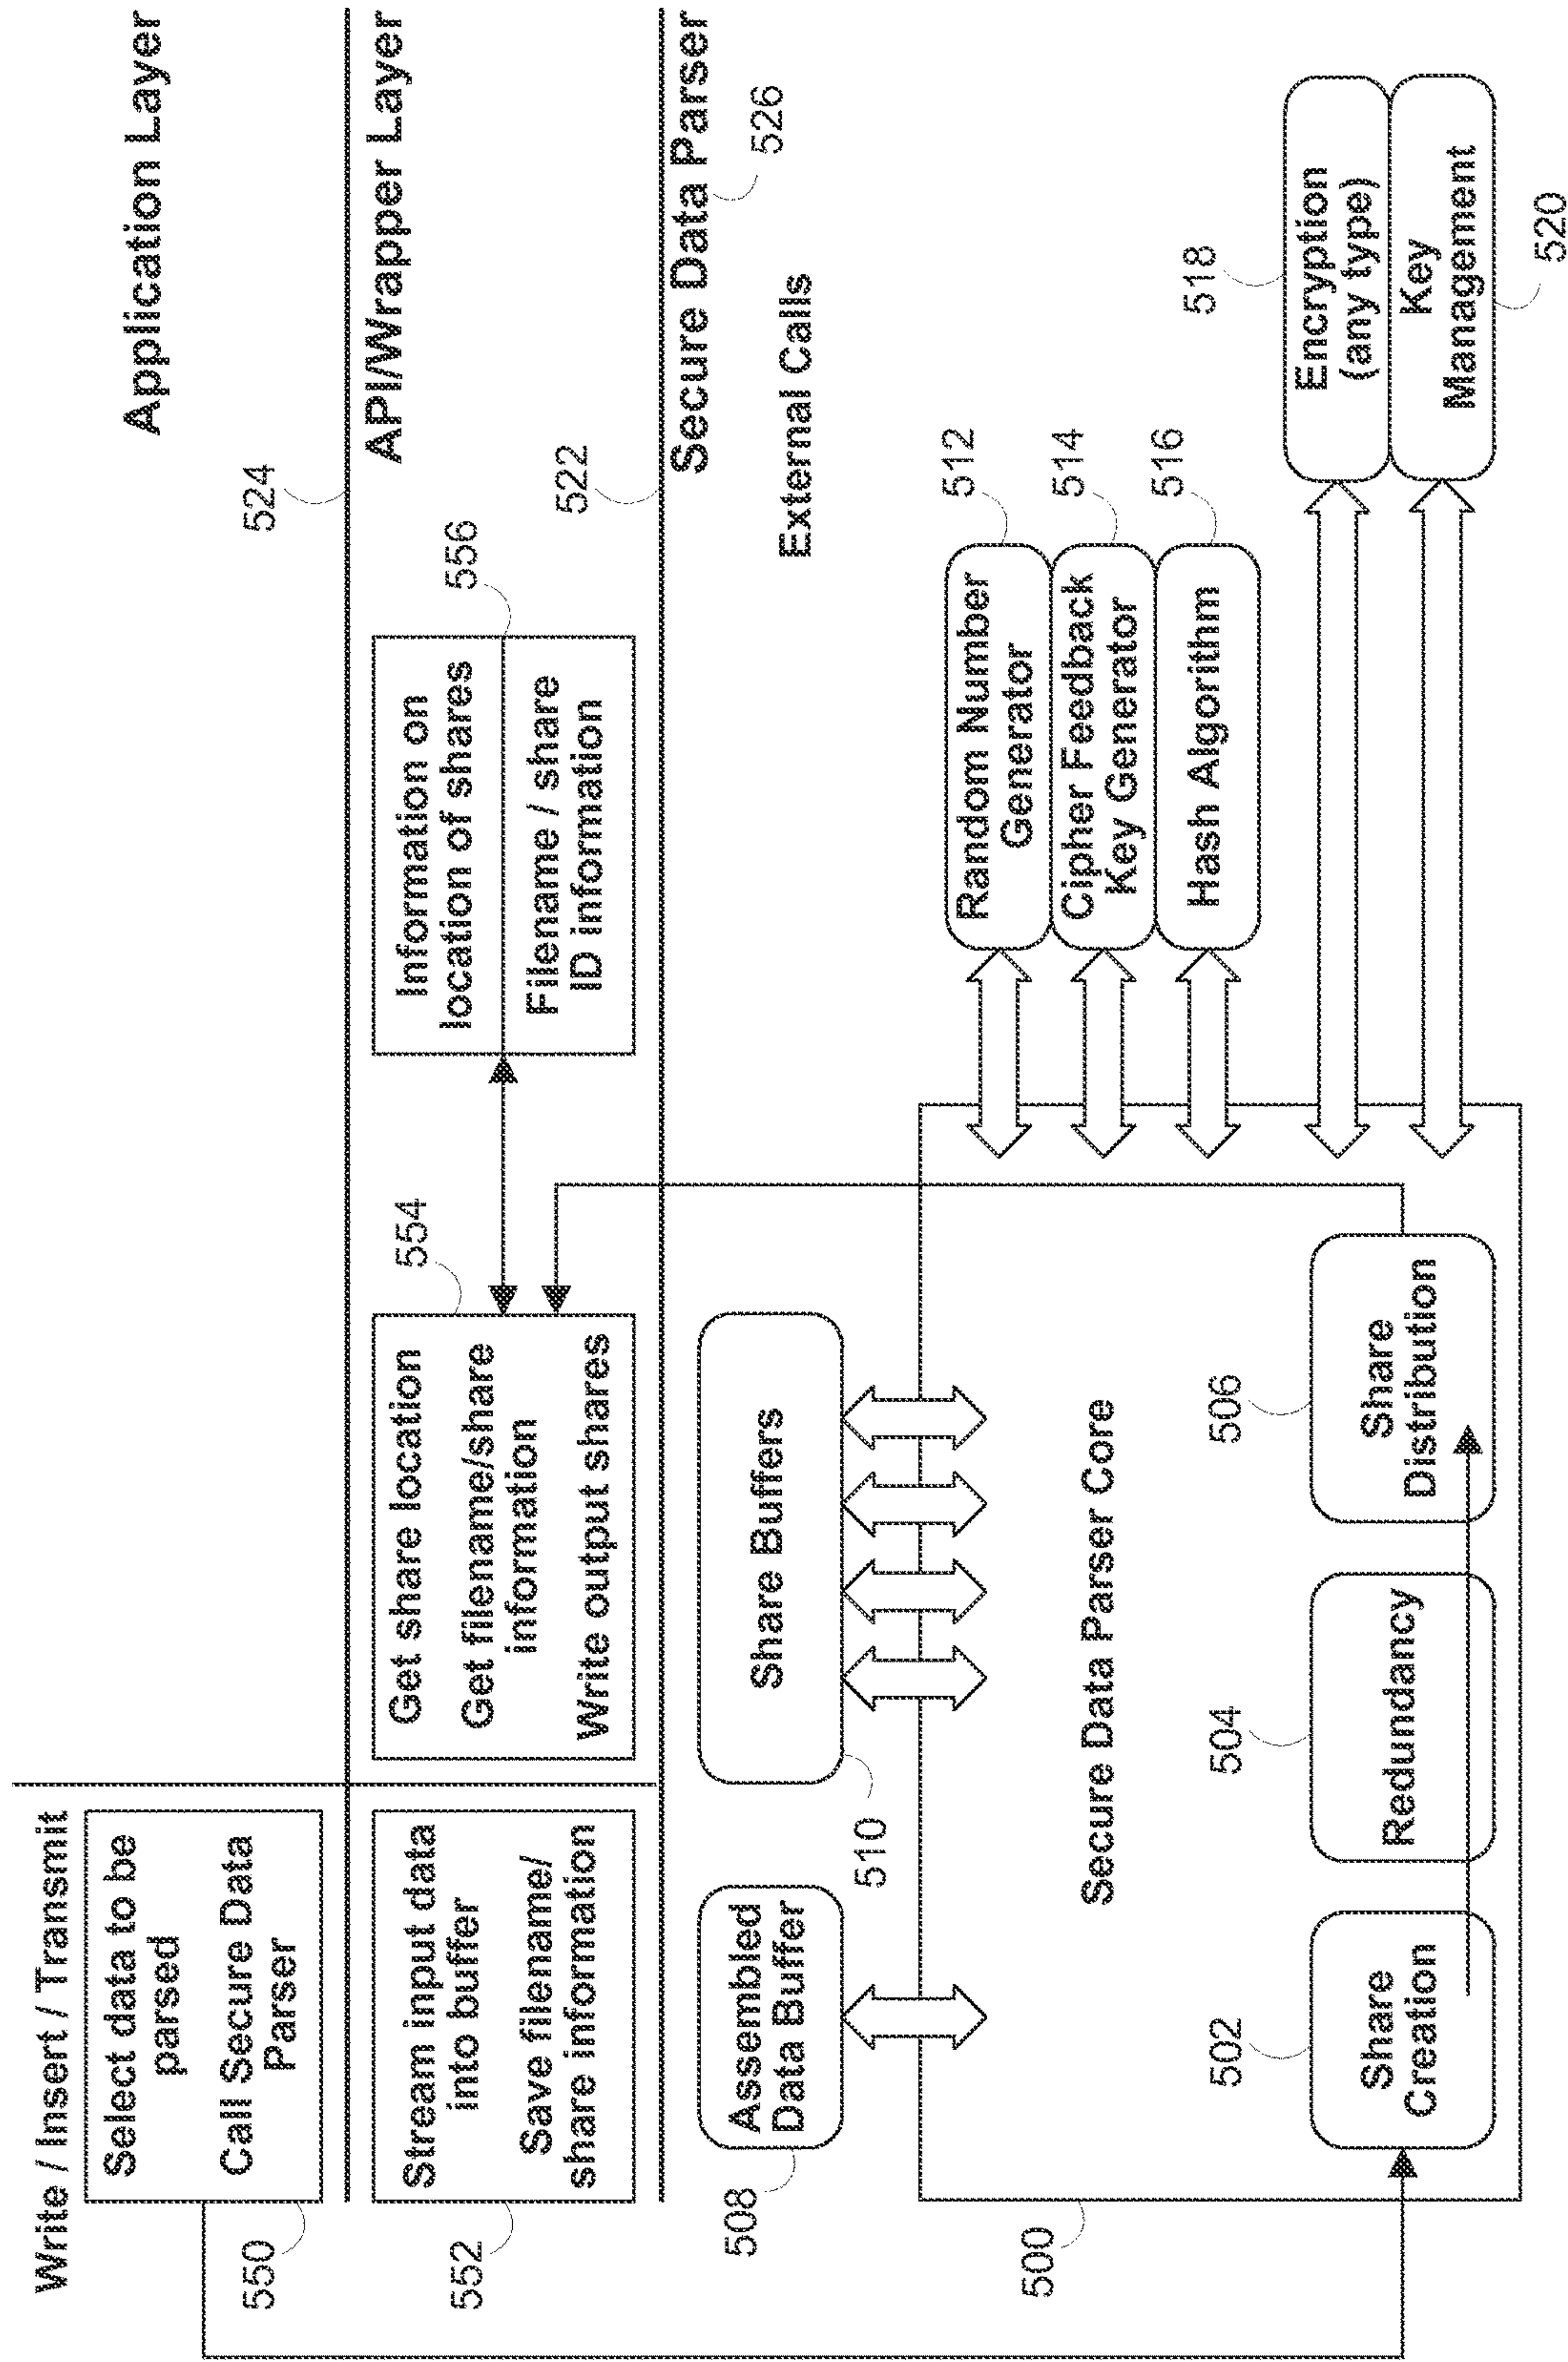 Write / Insert / Transmit
Application Layer
Select data to be
parsed
Call Secure Data
Parser
550
524
API/Wrapper Layer
Stream input data
into buffer
Save filename/
share information
552
Get share location
Get filename/share
information
Write output shares
554
Information on
location of shares
Filename / share
ID information
556
522
Secure Data Parser
526
External Calls
Assembled
Data Buffer
508
Share Buffers
510
Random Number
Generator
512
Cipher Feedback
Key Generator
514
Hash Algorithm
516
Encryption
(any type)
518
Key
Management
520
500
Secure Data Parser Core
502
Share
Creation
504
Redundancy
506
Share
Distribution